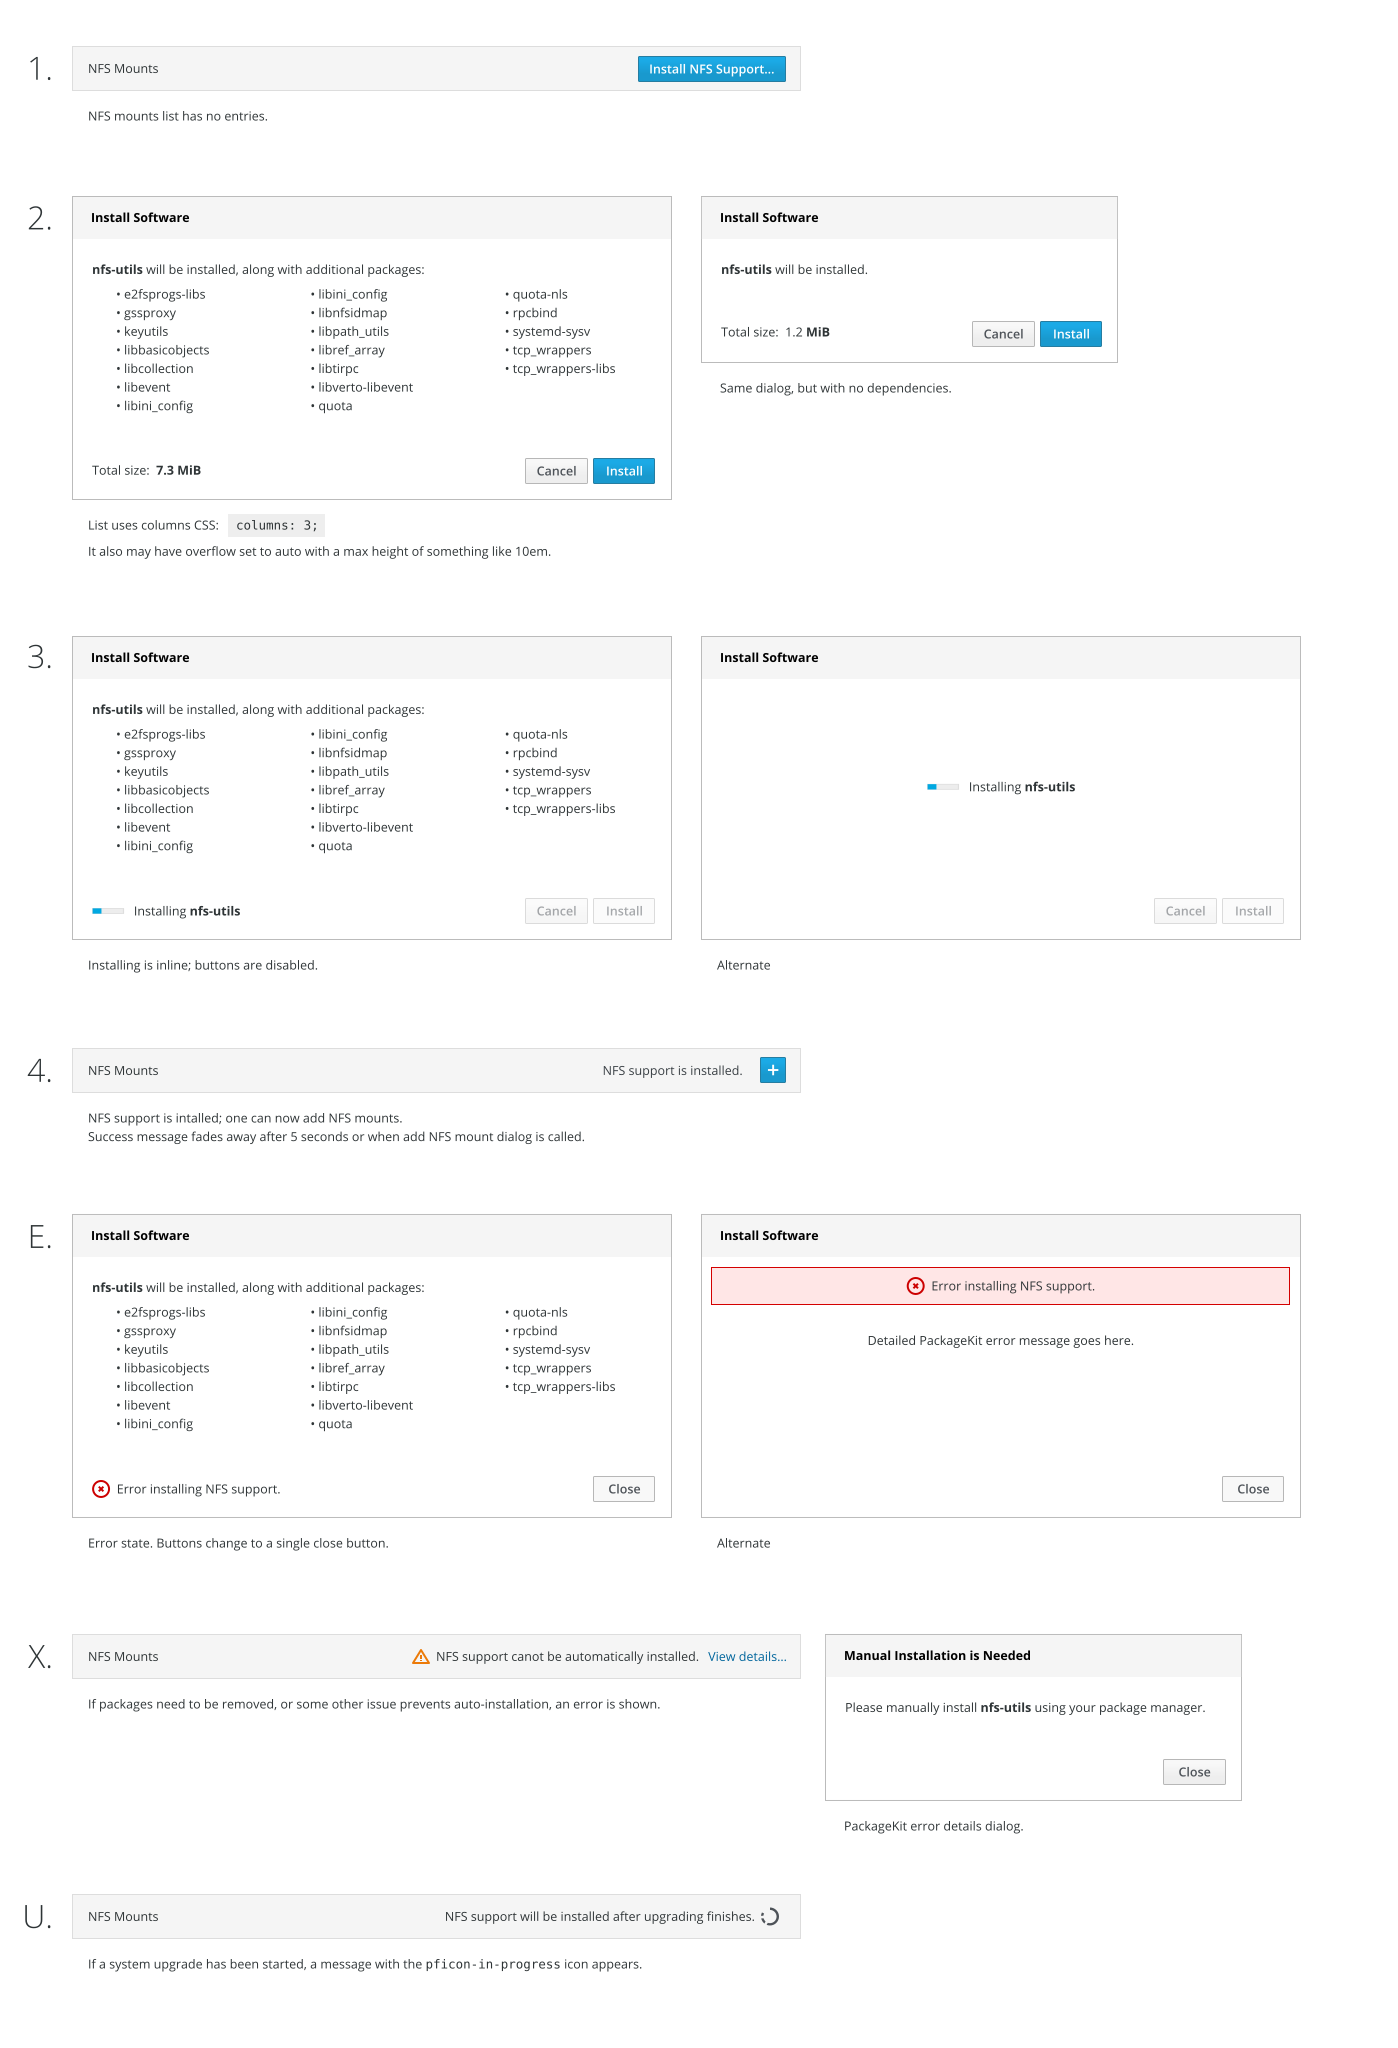 1.
NFS Mounts
Install NFS Support...
NFS mounts list has no entries.
2.
Install Software
nfs-utils will be installed, along with additional packages:
• e2fsprogs-libs
• gssproxy
• keyutils
• libbasicobjects
• libcollection
• libevent
• libini_config
• libini_config
• libnfsidmap
• libpath_utils
• libref_array
• libtirpc
• libverto-libevent
• quota
• quota-nls
• rpcbind
• systemd-sysv
• tcp_wrappers
• tcp_wrappers-libs
Total size: 7.3 MiB
Cancel
Install
List uses columns CSS: columns: 3;
It also may have overflow set to auto with a max height of something like 10em.
Install Software
nfs-utils will be installed.
Total size: 1.2 MiB
Cancel
Install
Same dialog, but with no dependencies.
3.
Install Software
nfs-utils will be installed, along with additional packages:
• e2fsprogs-libs
• gssproxy
• keyutils
• libbasicobjects
• libcollection
• libevent
• libini_config
• libini_config
• libnfsidmap
• libpath_utils
• libref_array
• libtirpc
• libverto-libevent
• quota
• quota-nls
• rpcbind
• systemd-sysv
• tcp_wrappers
• tcp_wrappers-libs
Installing nfs-utils
Cancel
Install
Installing is inline; buttons are disabled.
Install Software
Installing nfs-utils
Cancel
Install
Alternate
4.
NFS Mounts
NFS support is installed.
+
NFS support is intalled; one can now add NFS mounts.
Success message fades away after 5 seconds or when add NFS mount dialog is called.
E.
Install Software
nfs-utils will be installed, along with additional packages:
• e2fsprogs-libs
• gssproxy
• keyutils
• libbasicobjects
• libcollection
• libevent
• libini_config
• libini_config
• libnfsidmap
• libpath_utils
• libref_array
• libtirpc
• libverto-libevent
• quota
• quota-nls
• rpcbind
• systemd-sysv
• tcp_wrappers
• tcp_wrappers-libs
Error installing NFS support.
Close
Error state. Buttons change to a single close button.
Install Software
Error installing NFS support.
Detailed PackageKit error message goes here.
Close
Alternate
X.
NFS Mounts
NFS support canot be automatically installed. View details...
If packages need to be removed, or some other issue prevents auto-installation, an error is shown.
Manual Installation is Needed
Please manually install nfs-utils using your package manager.
Close
PackageKit error details dialog.
U.
NFS Mounts
NFS support will be installed after upgrading finishes.
If a system upgrade has been started, a message with the pficon-in-progress icon appears.